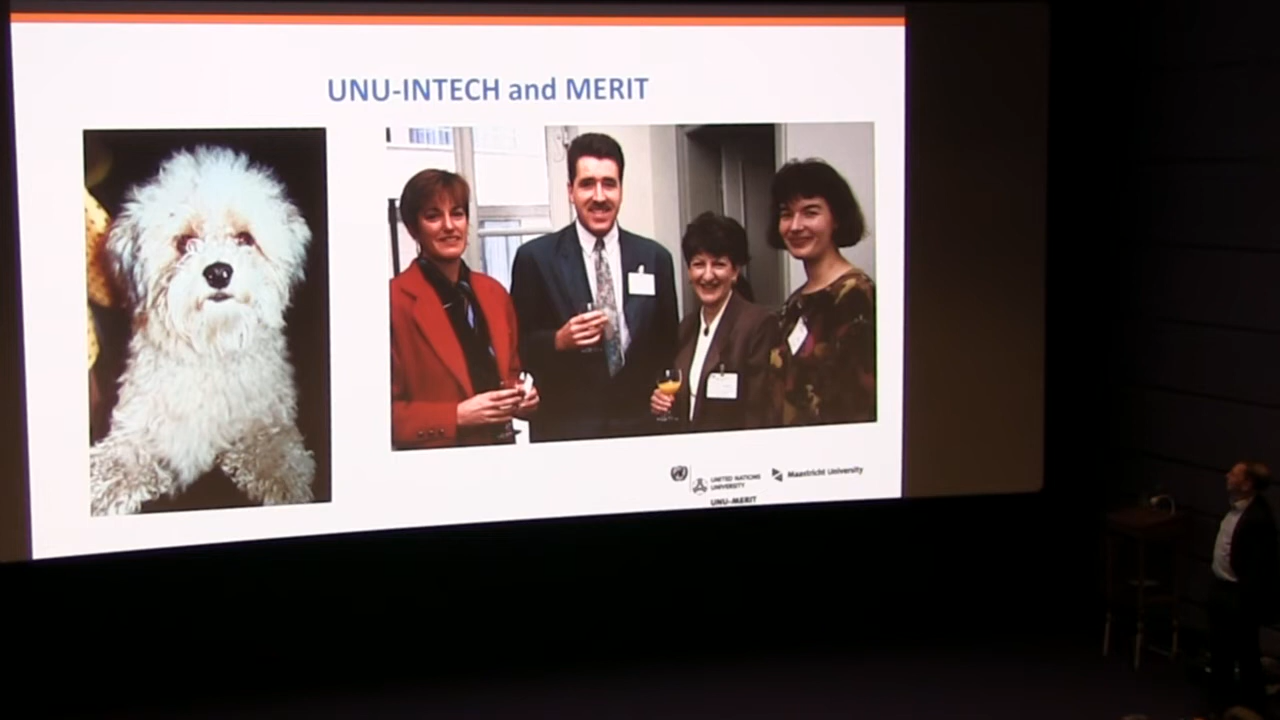 UNU-INTECH and MERIT
UNITED NATIONS
UNIVERSITY
UNU-MERIT
Maastricht University